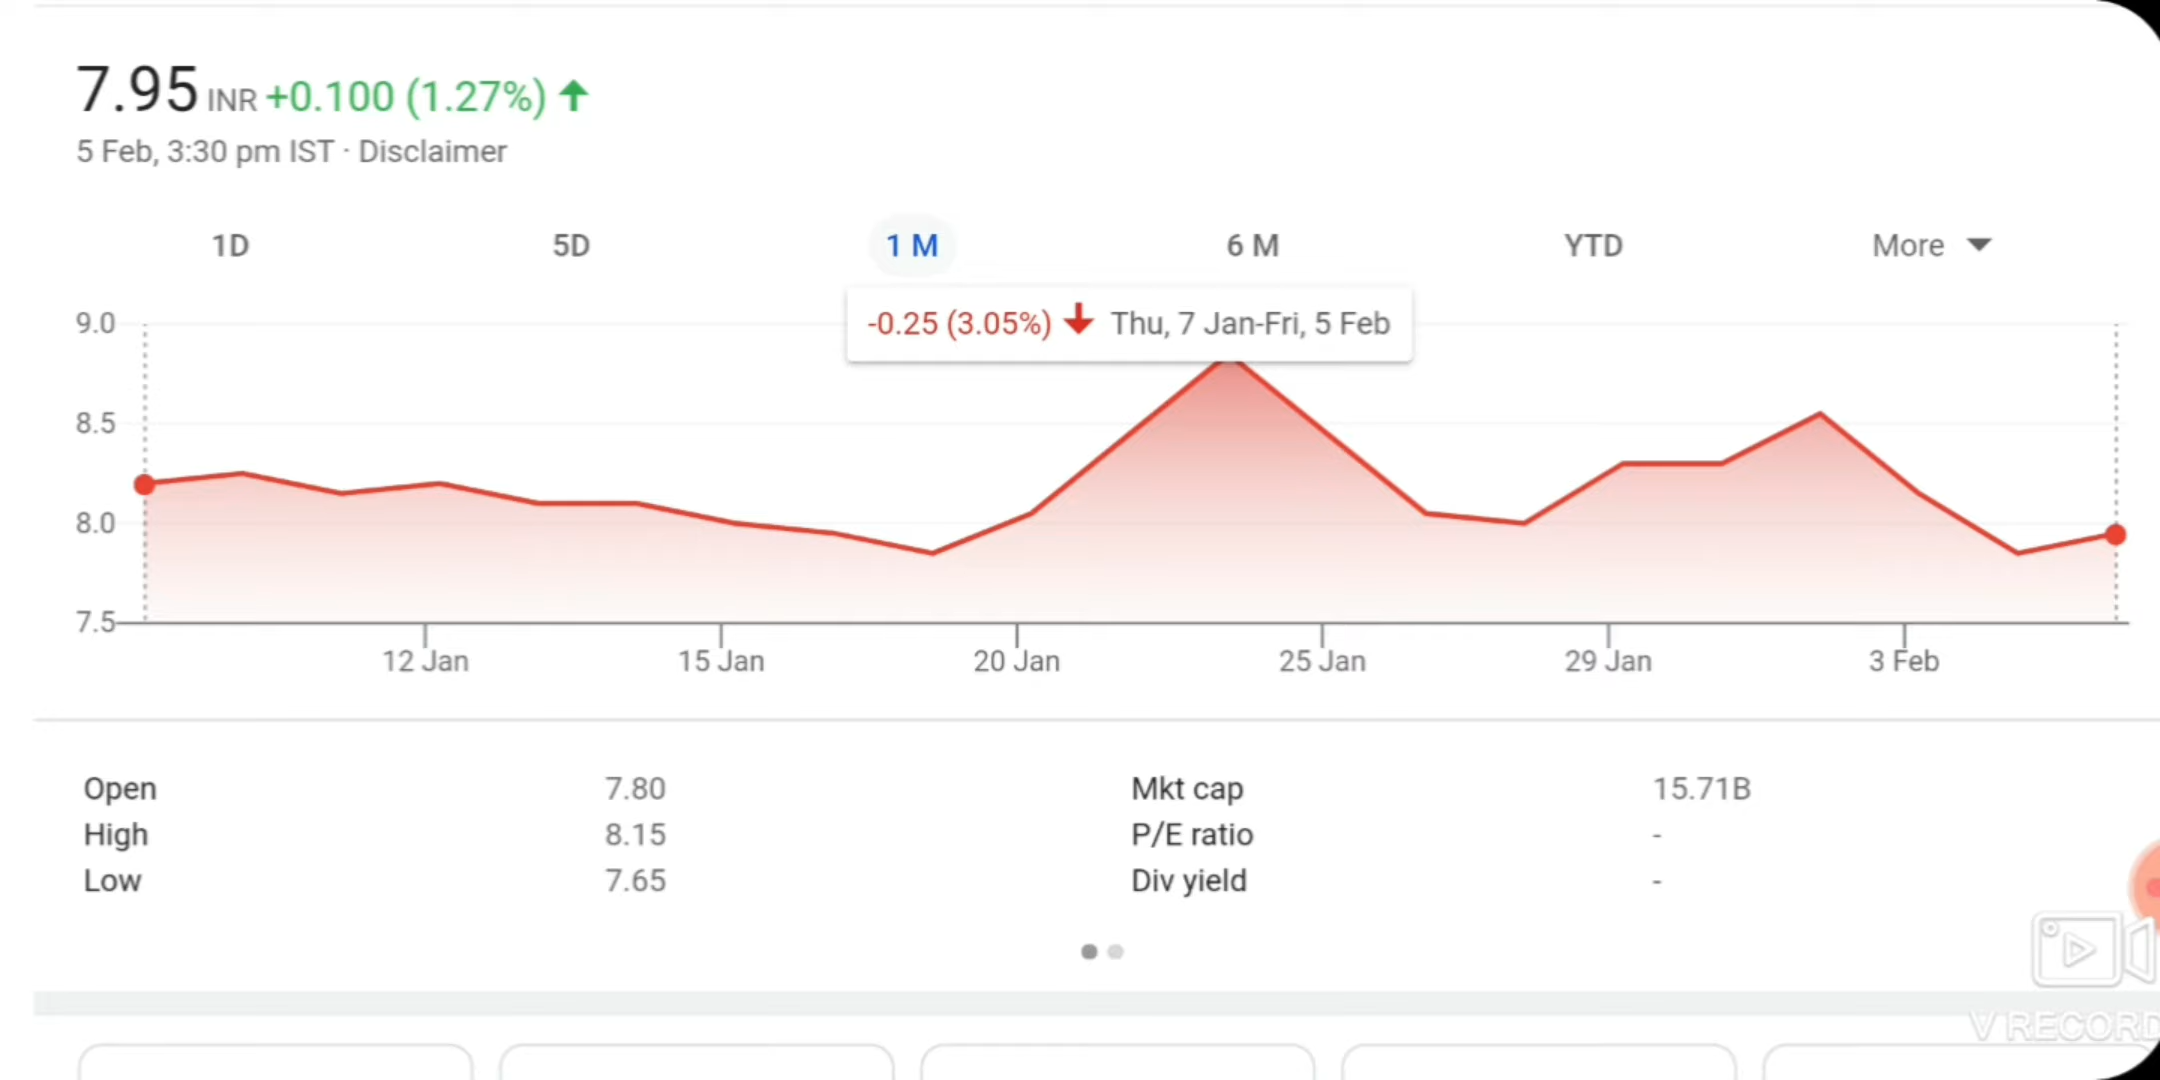 7.95 INR +0.100 (1.27%)
5 Feb, 3:30 pm IST · Disclaimer
1D 5D 1 M 6 M YTD More
-0.25 (3.05%) Thu, 7 Jan-Fri, 5 Feb
9.0
8.5
8.0
7.5
12 Jan 15 Jan 20 Jan 25 Jan 29 Jan 3 Feb
Open 7.80 Mkt cap 15.71B
High 8.15 P/E ratio -
Low 7.65 Div yield -
V RECORD